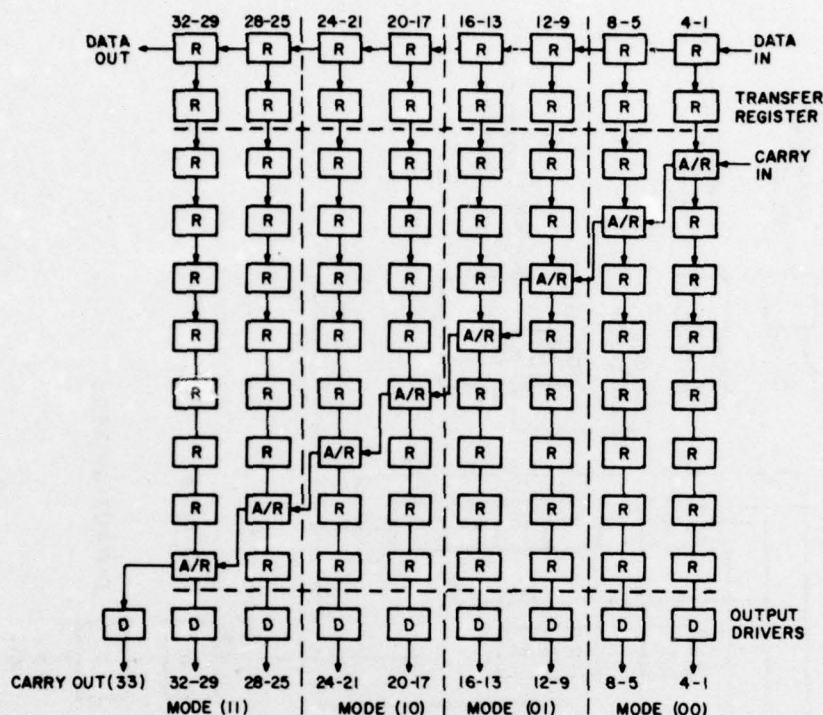 32-29 28-25 24-21 20-17 16-13 12-9 8-5 4-1
DATA OUT R R R R R R R R DATA IN
R R R R R R R R TRANSFER REGISTER
R R R R R R R A/R CARRY IN
R R R R R R A/R R
R R R R R A/R R R
R R R R A/R R R R
R R R A/R R R R R
R R A/R R R R R R
R A/R R R R R R R
A/R R R R R R R R
D D D D D D D D D OUTPUT DRIVERS
CARRY OUT(33) 32-29 28-25 24-21 20-17 16-13 12-9 8-5 4-1
MODE (11) MODE (10) MODE (01) MODE (00)